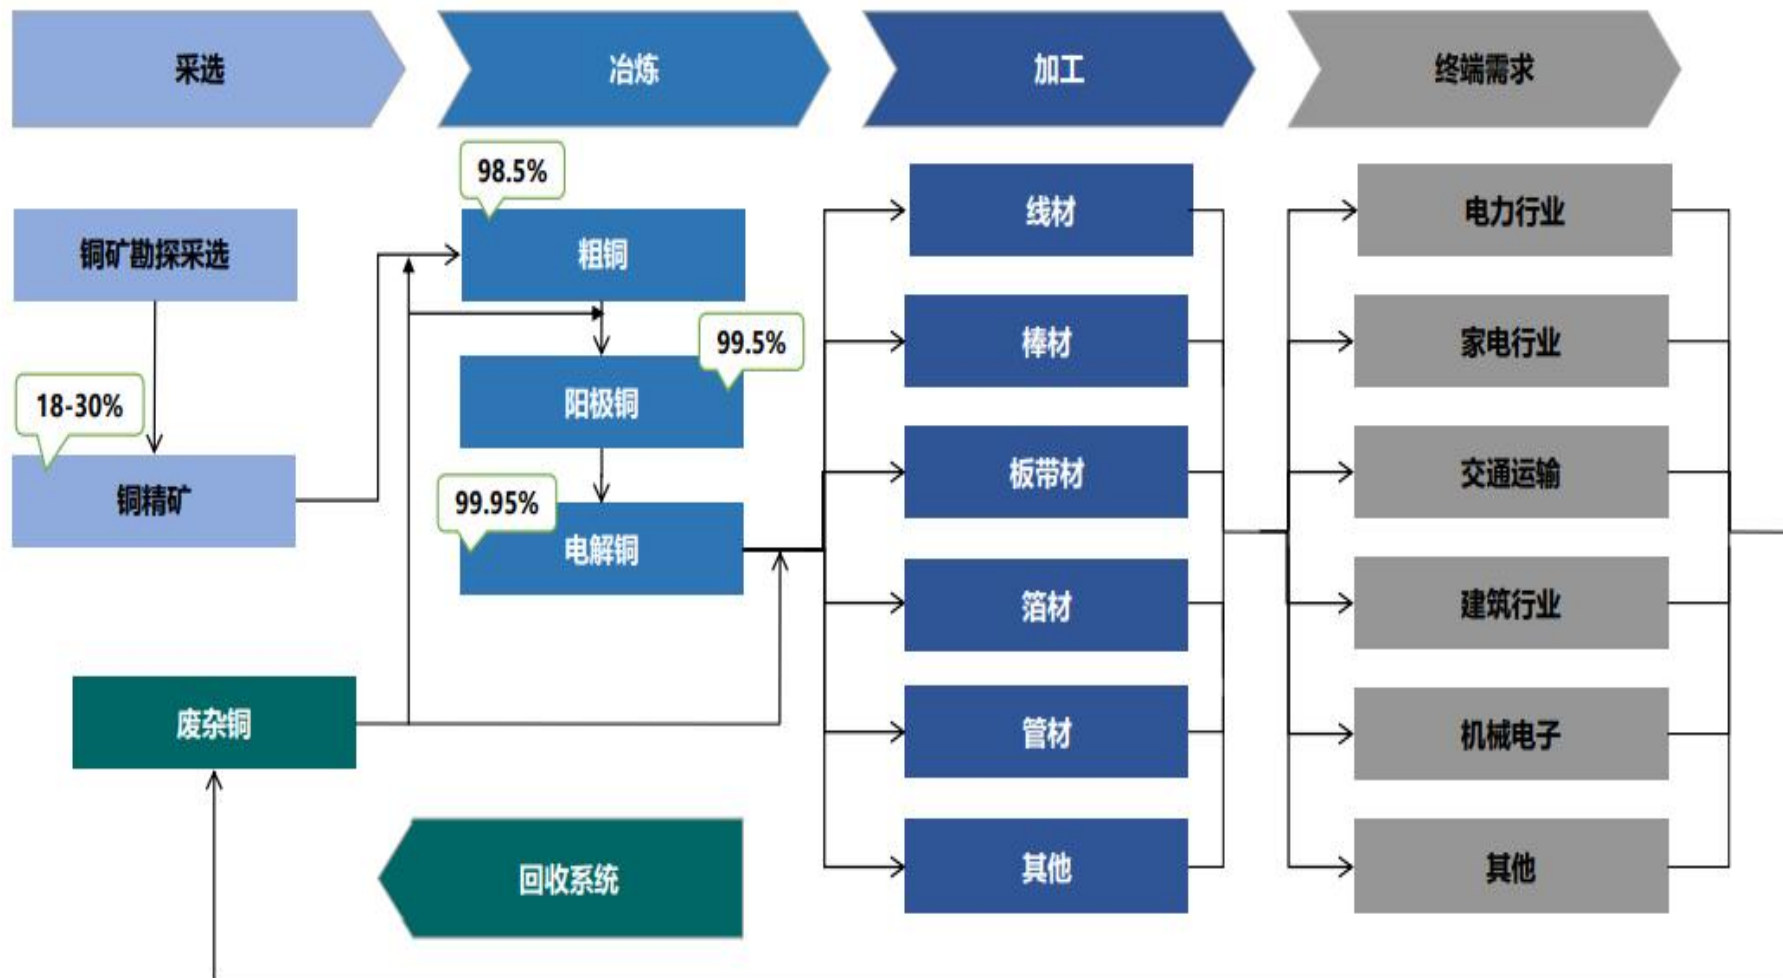 采选
冶炼
加工
终端需求
98.5%
铜矿勘探采选
粗铜
线材
电力行业
99.5%
棒材
家电行业
18-30%
阳极铜
铜精矿
99.95%
电解铜
板带材
交通运输
箔材
建筑行业
废杂铜
管材
机械电子
回收系统
其他
其他